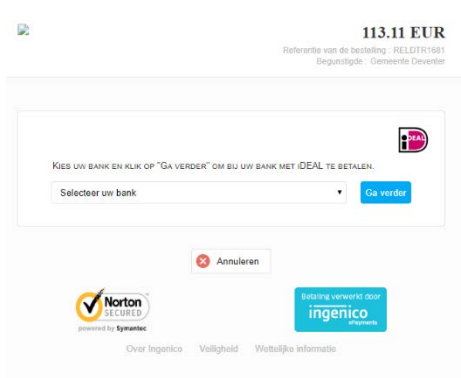 113.11 EUR
Referentie van de bestelling : RELDTR1681
Begunstigde : Gemeente Deventer
iDEAL
Kies uw bank en klik op "Ga verder" om bij uw bank met iDEAL te betalen.
Selecteer uw bank
Ga verder
Annuleren
Norton
SECURED
powered by Symantec
Betaling verwerkt door
ingenico
ePayments
Over Ingenico Veiligheid Wettelijke informatie